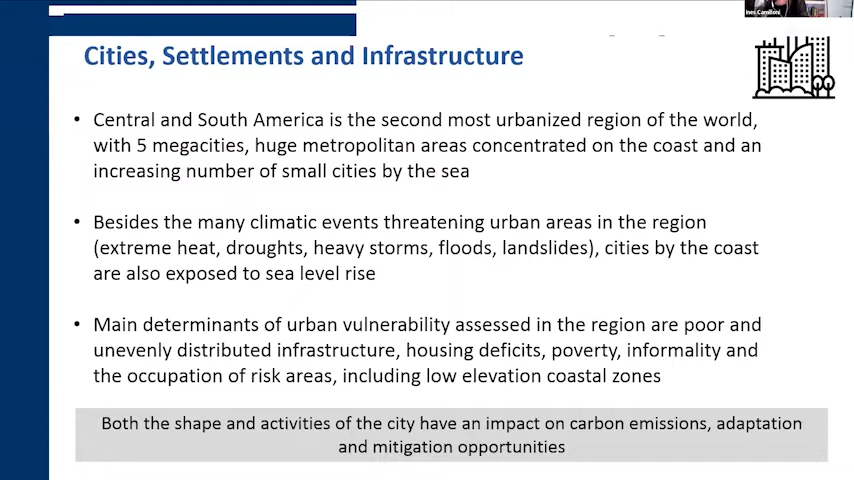 Ines Camilloni
Cities, Settlements and Infrastructure
• Central and South America is the second most urbanized region of the world,
with 5 megacities, huge metropolitan areas concentrated on the coast and an
increasing number of small cities by the sea
• Besides the many climatic events threatening urban areas in the region
(extreme heat, droughts, heavy storms, floods, landslides), cities by the coast
are also exposed to sea level rise
• Main determinants of urban vulnerability assessed in the region are poor and
unevenly distributed infrastructure, housing deficits, poverty, informality and
the occupation of risk areas, including low elevation coastal zones
Both the shape and activities of the city have an impact on carbon emissions, adaptation
and mitigation opportunities